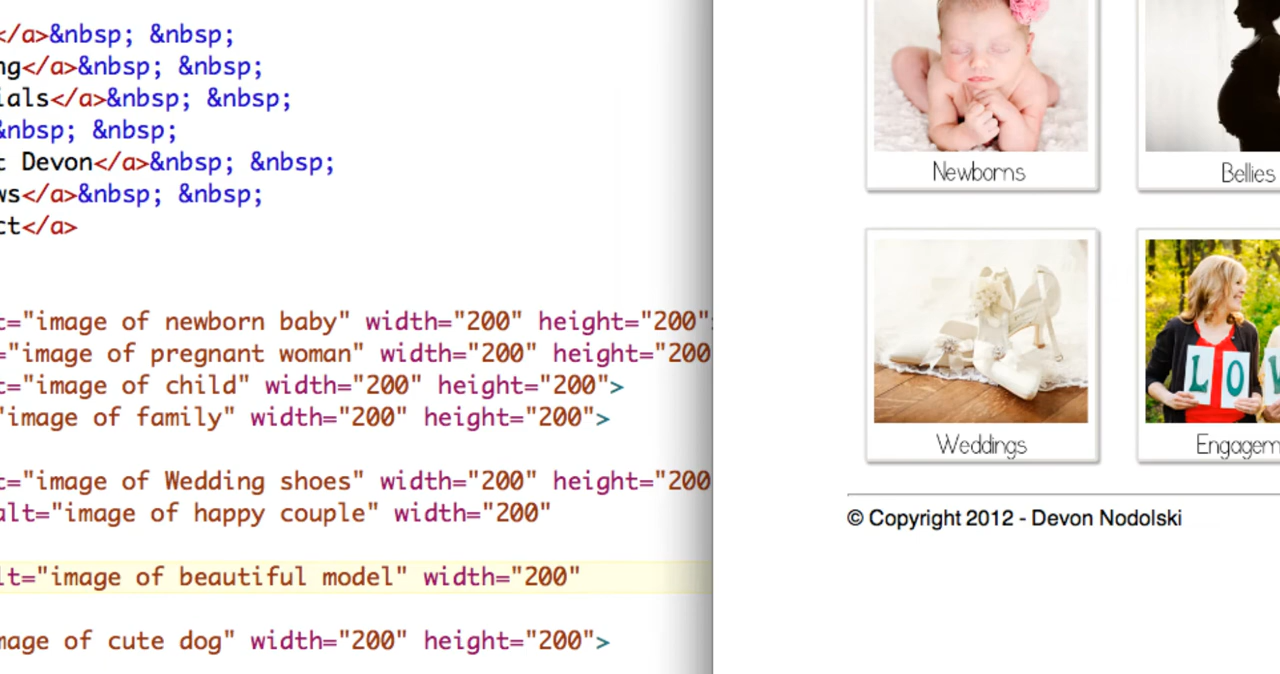 </a>&nbsp; &nbsp;
ng</a>&nbsp; &nbsp;
ials</a>&nbsp; &nbsp;
&nbsp; &nbsp;
t Devon</a>&nbsp; &nbsp;
ws</a>&nbsp; &nbsp;
ct</a>
t="image of newborn baby" width="200" height="200"
="image of pregnant woman" width="200" height="200
t="image of child" width="200" height="200">
"image of family" width="200" height="200">
t="image of Wedding shoes" width="200" height="200
alt="image of happy couple" width="200"
lt="image of beautiful model" width="200"
mage of cute dog" width="200" height="200">
Newborns
Bellies
LOV
Weddings
Engagem
© Copyright 2012 - Devon Nodolski